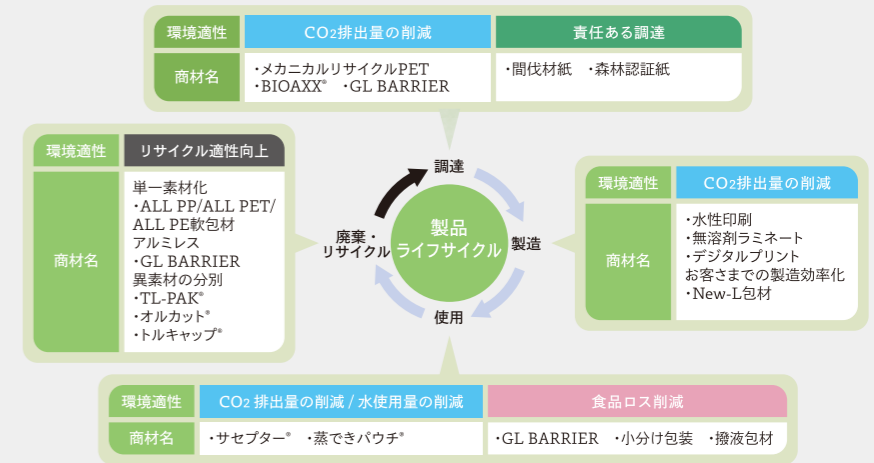 環境適性 CO2排出量の削減 責任ある調達
商材名 ・メカニカルリサイクルPET ・間伐材紙 ・森林認証紙
・BIOAXX® ・GL BARRIER
環境適性 リサイクル適性向上
商材名
単一素材化
・ALL PP/ALL PET/
ALL PE軟包材
アルミレス
・GL BARRIER
異素材の分別
・TL-PAK®
・オルカット®
・トルキャップ®
調達
製品
ライフサイクル
製造
使用
廃棄・
リサイクル
環境適性 CO2排出量の削減
商材名
・水性印刷
・無溶剤ラミネート
・デジタルプリント
お客さまでの製造効率化
・New-L包材
環境適性 CO2 排出量の削減 / 水使用量の削減 食品ロス削減
商材名 ・サセプター® ・蒸できパウチ® ・GL BARRIER ・小分け包装 ・撥液包材